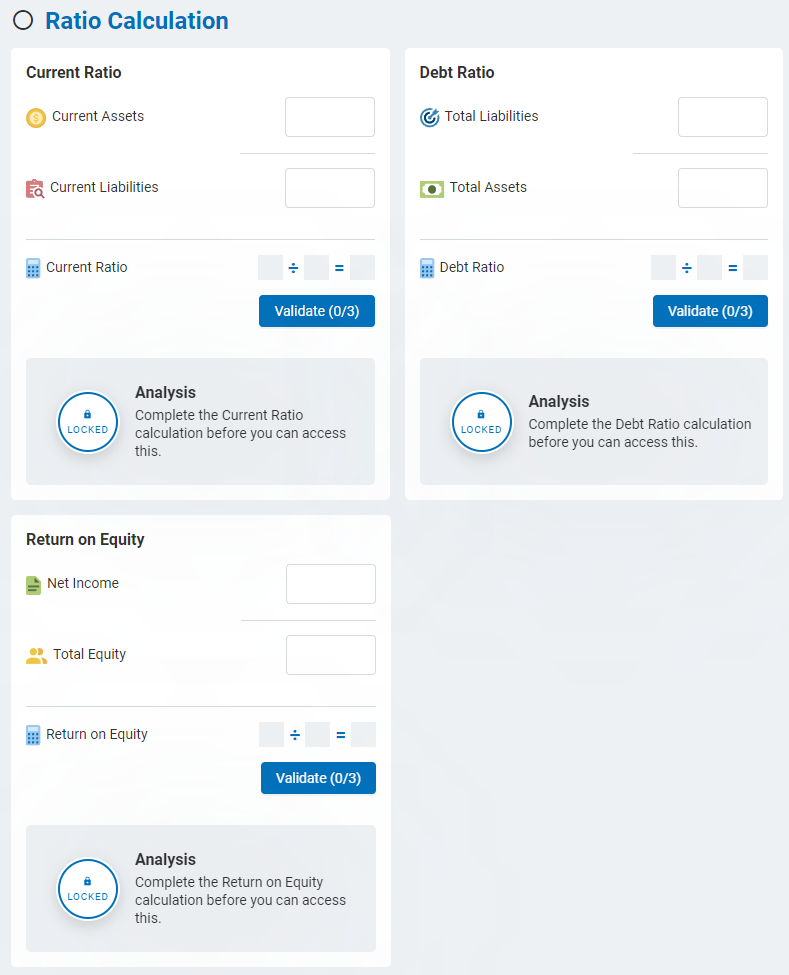 Ratio Calculation
Current Ratio
Current Assets
Current Liabilities
Current Ratio ÷ =
Validate (0/3)
LOCKED
Analysis
Complete the Current Ratio
calculation before you can access
this.
Debt Ratio
Total Liabilities
Total Assets
Debt Ratio ÷ =
Validate (0/3)
LOCKED
Analysis
Complete the Debt Ratio calculation
before you can access this.
Return on Equity
Net Income
Total Equity
Return on Equity ÷ =
Validate (0/3)
LOCKED
Analysis
Complete the Return on Equity
calculation before you can access
this.